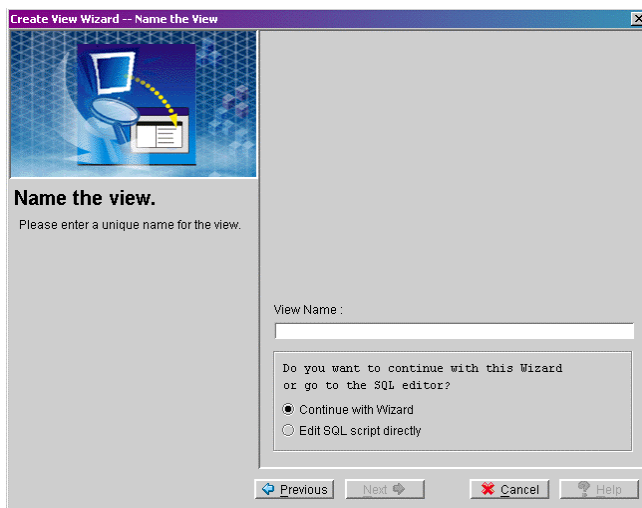 Create View Wizard -- Name the View
Name the view.
Please enter a unique name for the view.
View Name :
Do you want to continue with this Wizard
or go to the SQL editor?
Continue with Wizard
Edit SQL script directly
Previous
Next
Cancel
Help